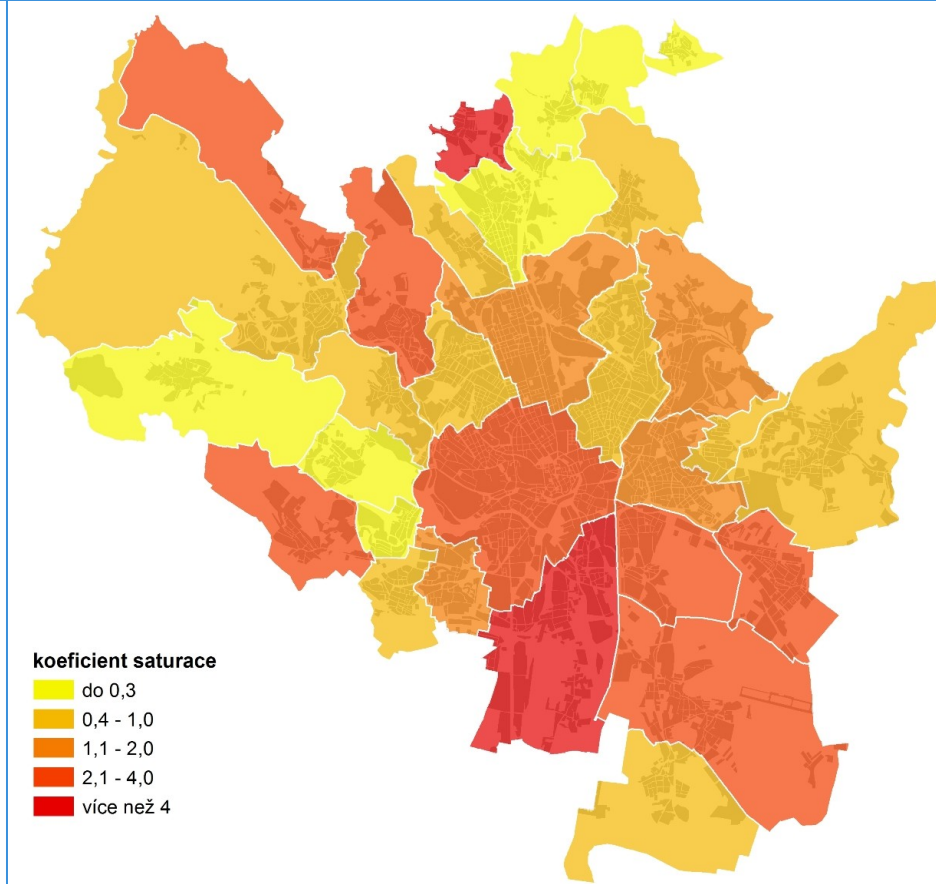 koeficient saturace
do 0,3
0,4 - 1,0
1,1 - 2,0
2,1 - 4,0
více než 4